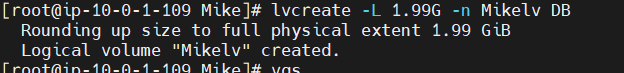 [root@ip-10-0-1-109 Mike]# lvcreate -L 1.99G -n Mikelv DB
  Rounding up size to full physical extent 1.99 GiB
  Logical volume "Mikelv" created.
[root@ip-10-0-1-109 Mike]# vgs